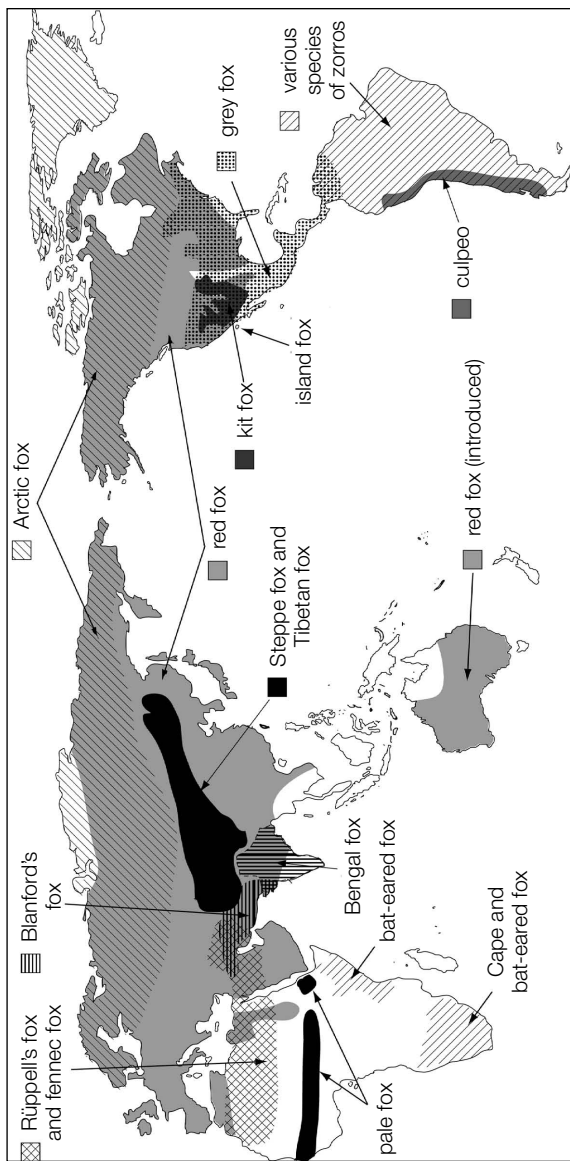 Rüppell's fox
and fennec fox
Blanford's
fox
Arctic fox
grey fox
various
species
of zorros
red fox
kit fox
island fox
Steppe fox and
Tibetan fox
culpeo
red fox (introduced)
Bengal fox
bat-eared fox
Cape and
bat-eared fox
pale fox